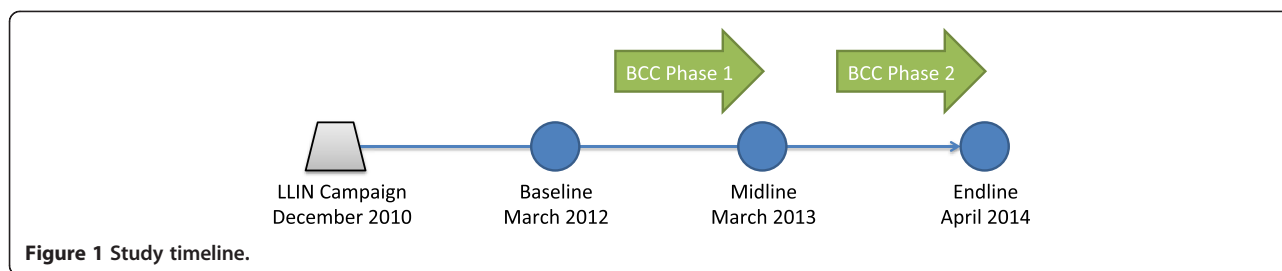 BCC Phase 1
BCC Phase 2
LLIN Campaign
December 2010
Baseline
March 2012
Midline
March 2013
Endline
April 2014
Figure 1 Study timeline.